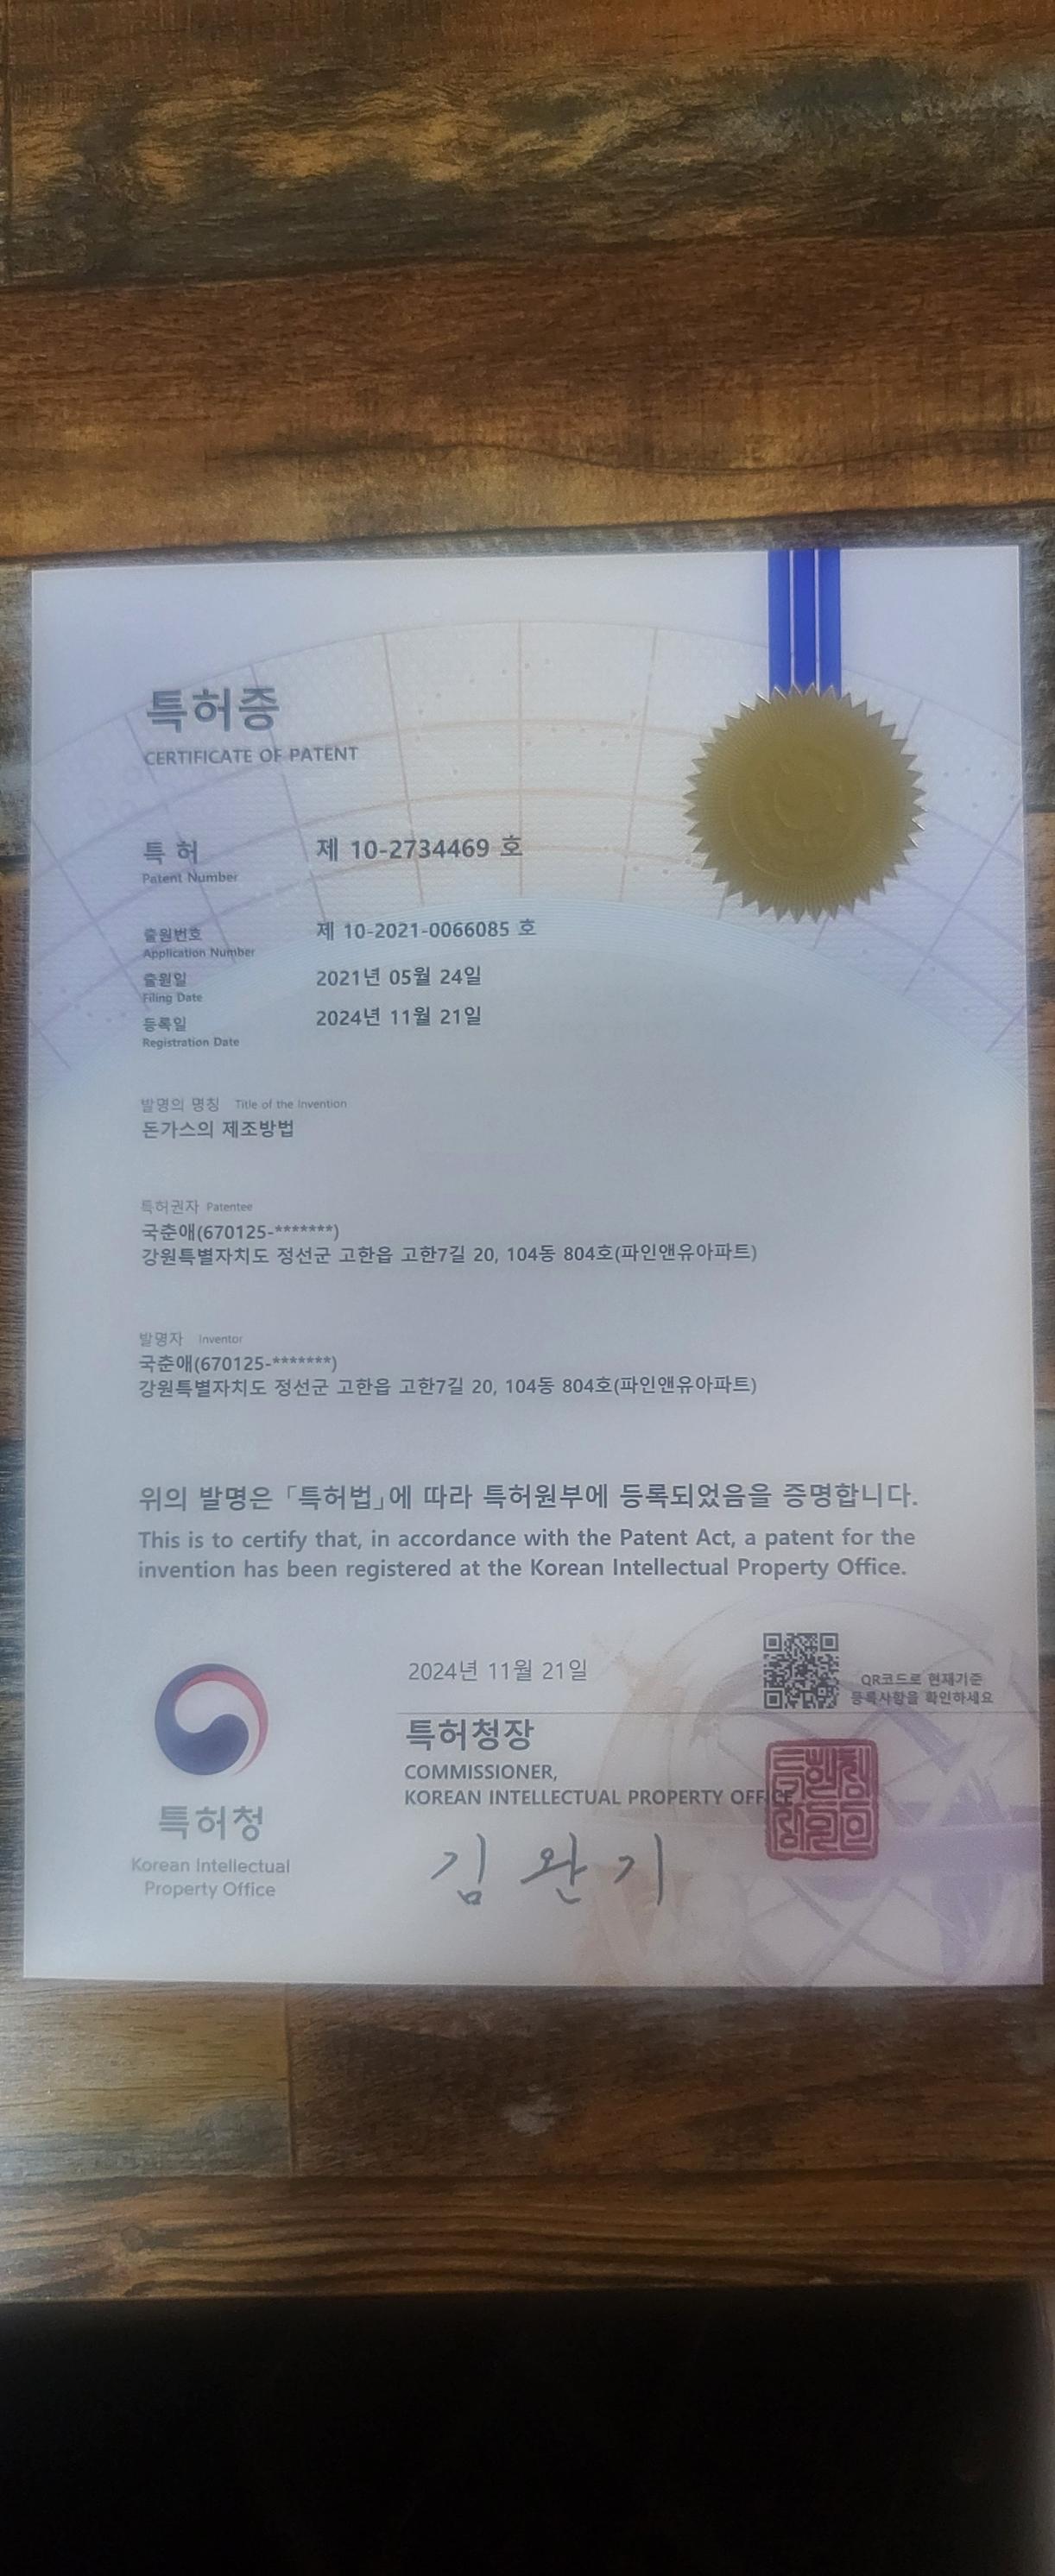 특허증
CERTIFICATE OF PATENT
특 허 제 10-2734469 호
Patent Number
출원번호 제 10-2021-0066085 호
Application Number
출원일 2021년 05월 24일
Filing Date
등록일 2024년 11월 21일
Registration Date
발명의 명칭 Title of the Invention
돈가스의 제조방법
특허권자 Patentee
국춘애(670125-*******)
강원특별자치도 정선군 고한읍 고한7길 20, 104동 804호(파인앤유아파트)
발명자 Inventor
국춘애(670125-*******)
강원특별자치도 정선군 고한읍 고한7길 20, 104동 804호(파인앤유아파트)
위의 발명은 「특허법」에 따라 특허원부에 등록되었음을 증명합니다.
This is to certify that, in accordance with the Patent Act, a patent for the
invention has been registered at the Korean Intellectual Property Office.
2024년 11월 21일
QR코드로 현재기준
등록사항을 확인하세요
특허청장
COMMISSIONER,
KOREAN INTELLECTUAL PROPERTY OFFICE
김완기
특허청
Korean Intellectual
Property Office